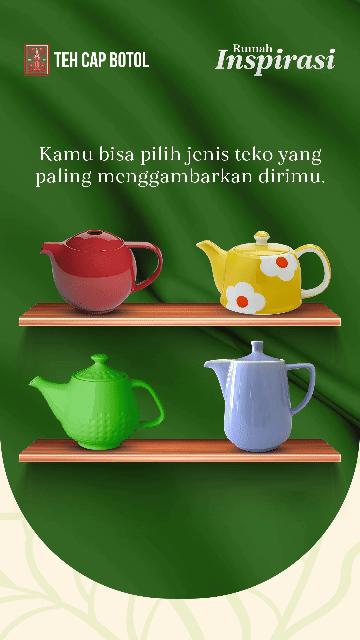 TEH CAP BOTOL
Rumah
Inspirasi
Kamu bisa pilih jenis teko yang
paling menggambarkan dirimu.